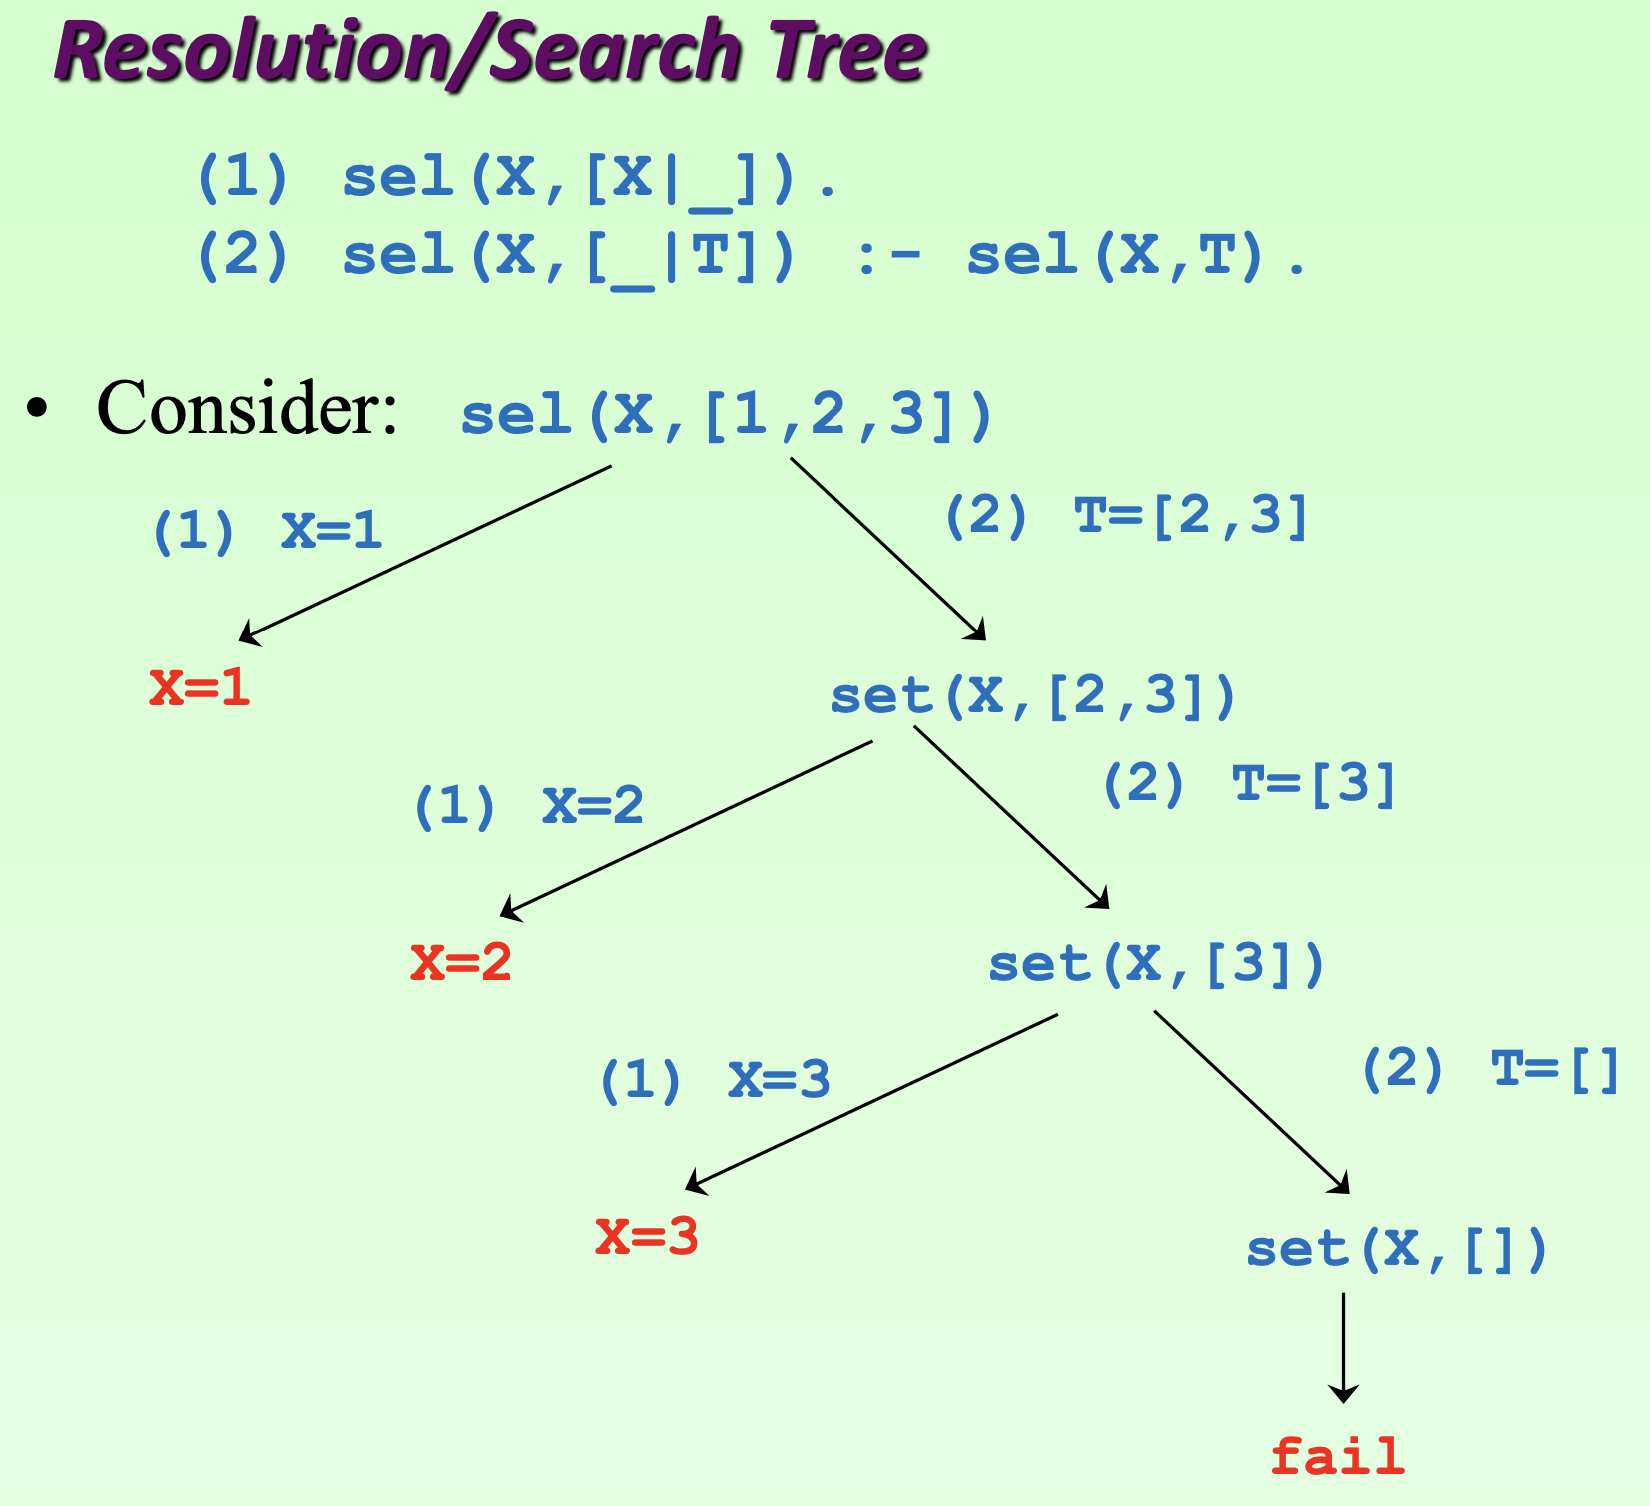 Resolution/Search Tree
(1) sel(X,[X|_]).
(2) sel(X,[_|T]) :- sel(X,T).
• Consider: sel(X,[1,2,3])
(1) X=1
(2) T=[2,3]
X=1
set(X,[2,3])
(1) X=2
(2) T=[3]
X=2
set(X,[3])
(1) X=3
(2) T=[]
X=3
set(X,[])
fail